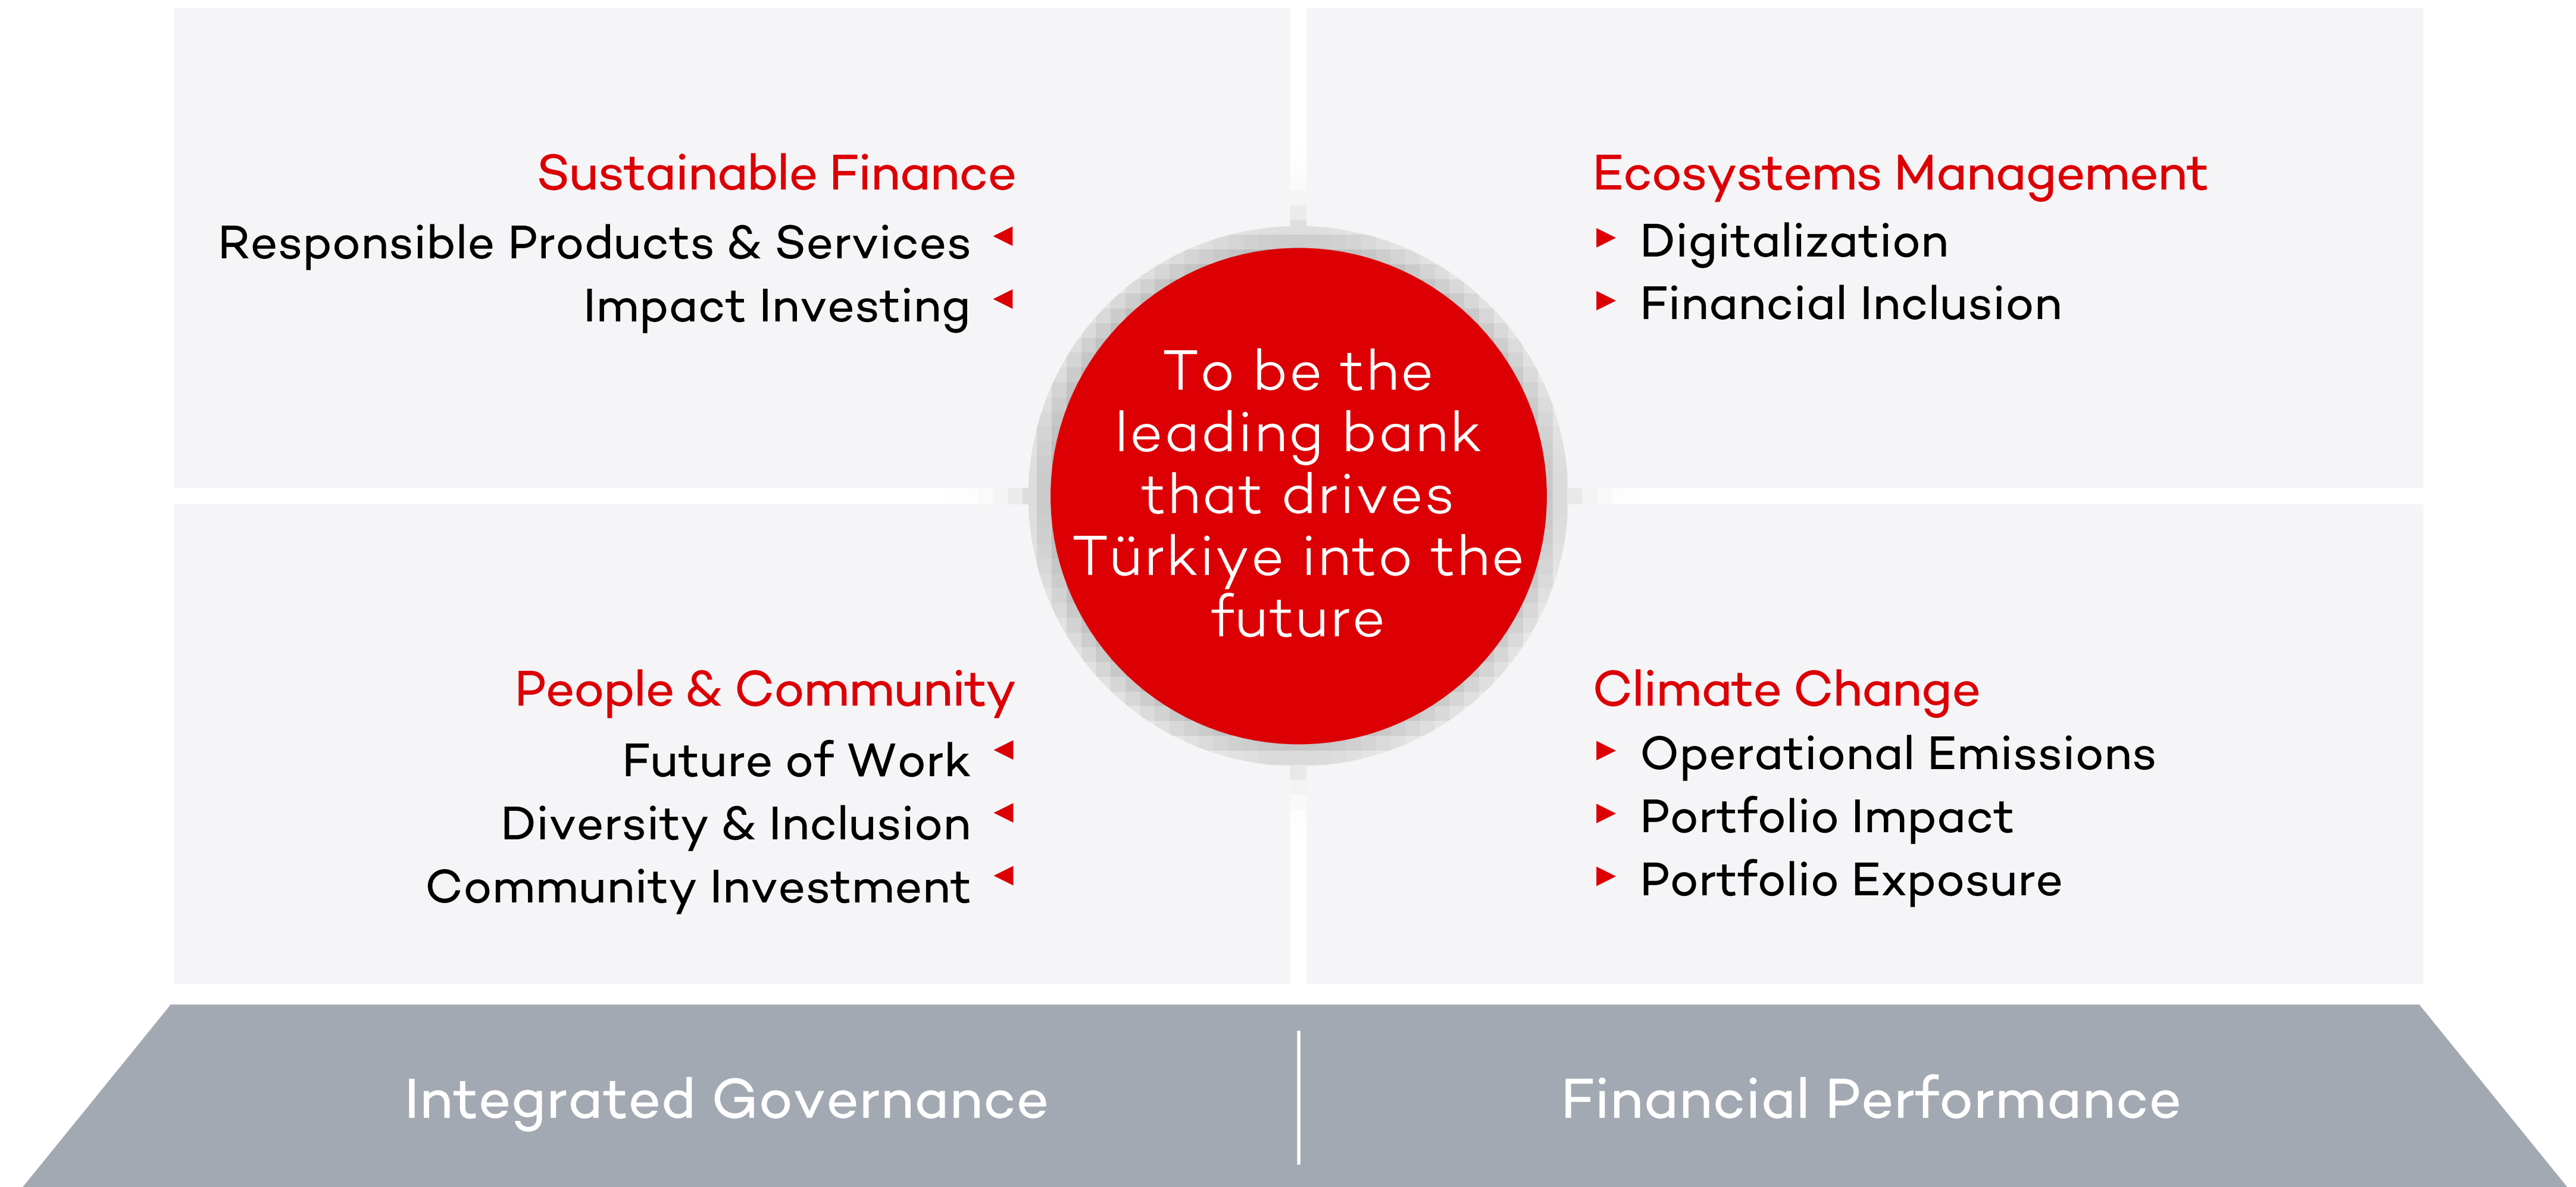 Sustainable Finance
Responsible Products & Services
Impact Investing
Ecosystems Management
Digitalization
Financial Inclusion
To be the
leading bank
that drives
Türkiye into the
future
People & Community
Future of Work
Diversity & Inclusion
Community Investment
Climate Change
Operational Emissions
Portfolio Impact
Portfolio Exposure
Integrated Governance
Financial Performance